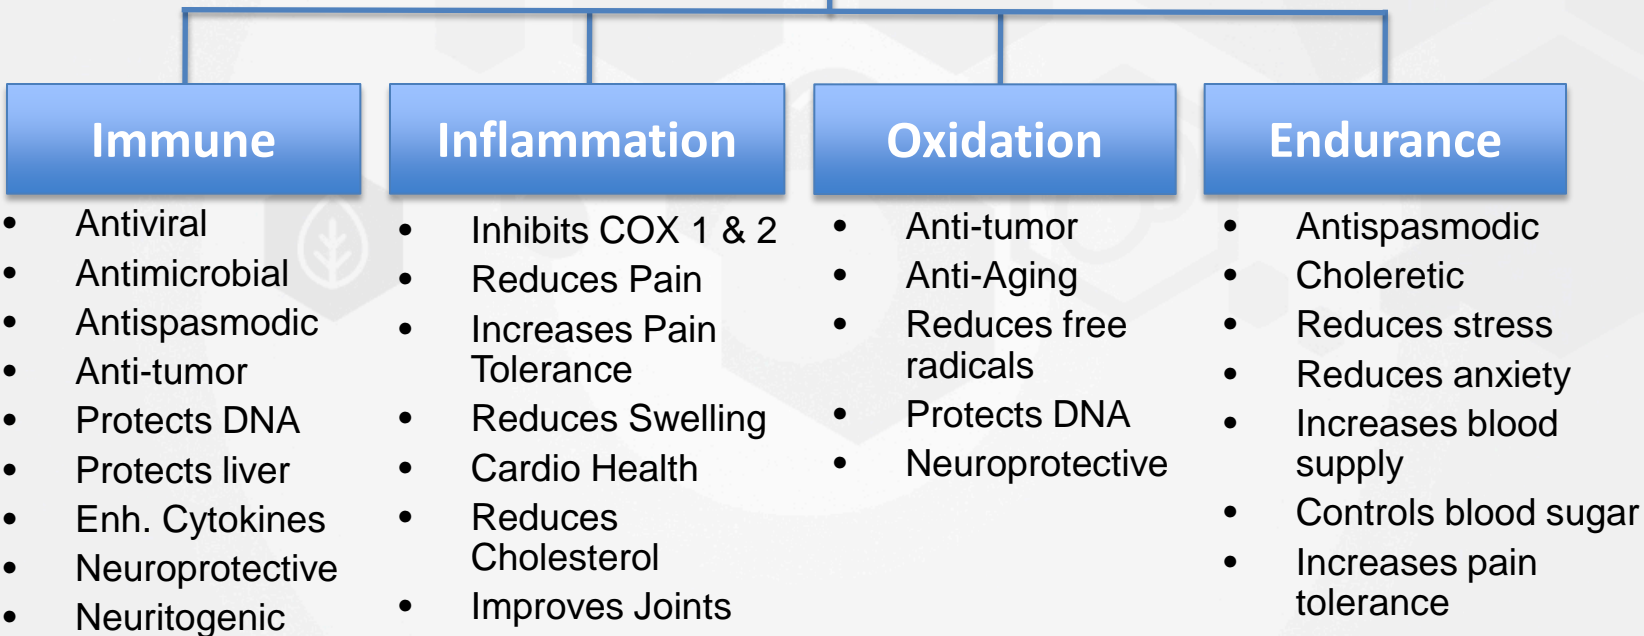 Immune
• Antiviral
• Antimicrobial
• Antispasmodic
• Anti-tumor
• Protects DNA
• Protects liver
• Enh. Cytokines
• Neuroprotective
• Neuritogenic
Inflammation
• Inhibits COX 1 & 2
• Reduces Pain
• Increases Pain
Tolerance
• Reduces Swelling
• Cardio Health
• Reduces
Cholesterol
• Improves Joints
Oxidation
• Anti-tumor
• Anti-Aging
• Reduces free
radicals
• Protects DNA
• Neuroprotective
Endurance
• Antispasmodic
• Choleretic
• Reduces stress
• Reduces anxiety
• Increases blood
supply
• Controls blood sugar
• Increases pain
tolerance